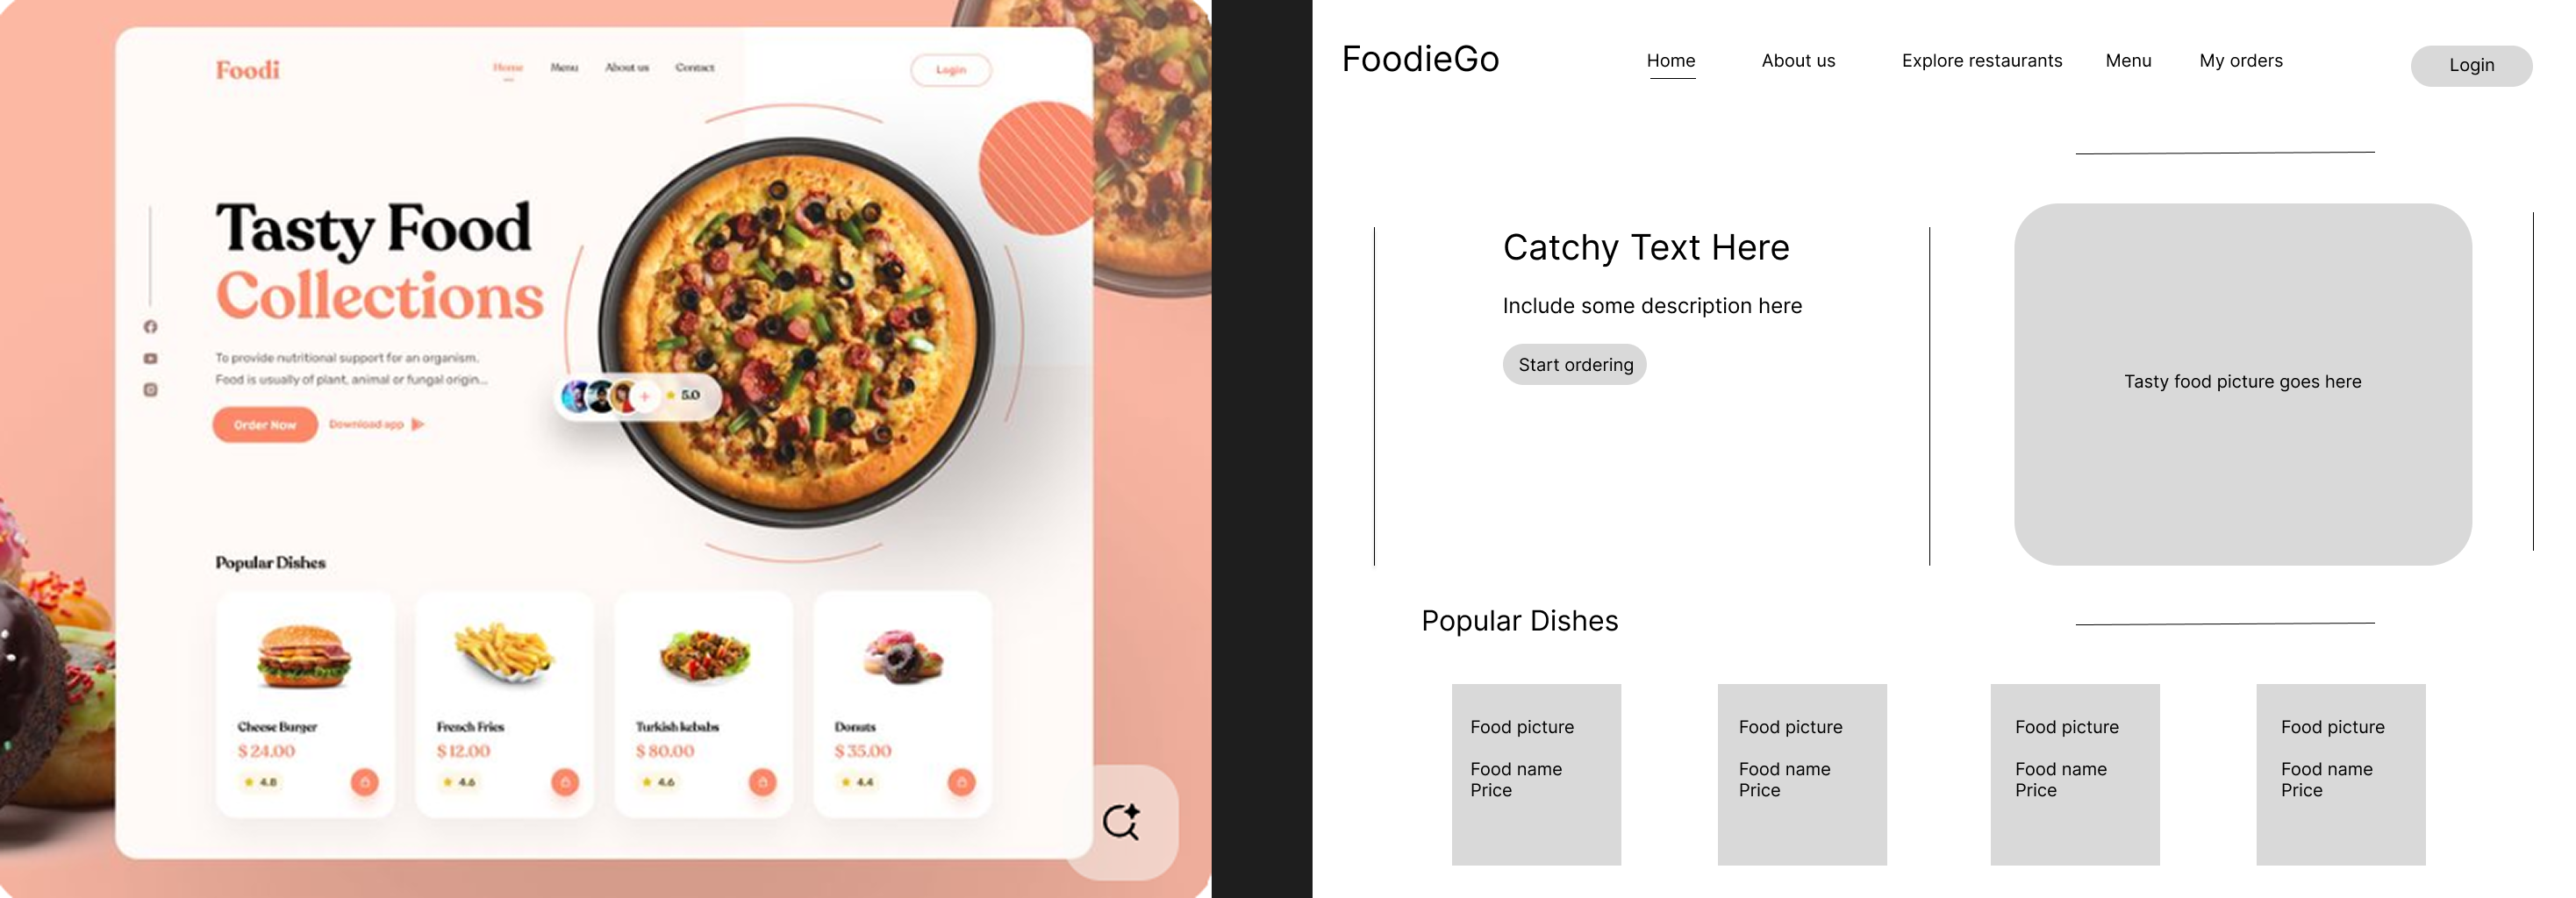 Foodi
Home Menu About us Contact
Login
Tasty Food
Collections
To provide nutritional support for an organism.
Food is usually of plant, animal or fungal origin...
Order Now Download app
5.0
Popular Dishes
Cheese Burger
$ 24.00
4.8
French Fries
$ 12.00
4.6
Turkish kebabs
$ 80.00
4.6
Donuts
$ 35.00
4.4
FoodieGo
Home About us Explore restaurants Menu My orders
Login
Catchy Text Here
Include some description here
Start ordering
Tasty food picture goes here
Popular Dishes
Food picture
Food name
Price
Food picture
Food name
Price
Food picture
Food name
Price
Food picture
Food name
Price